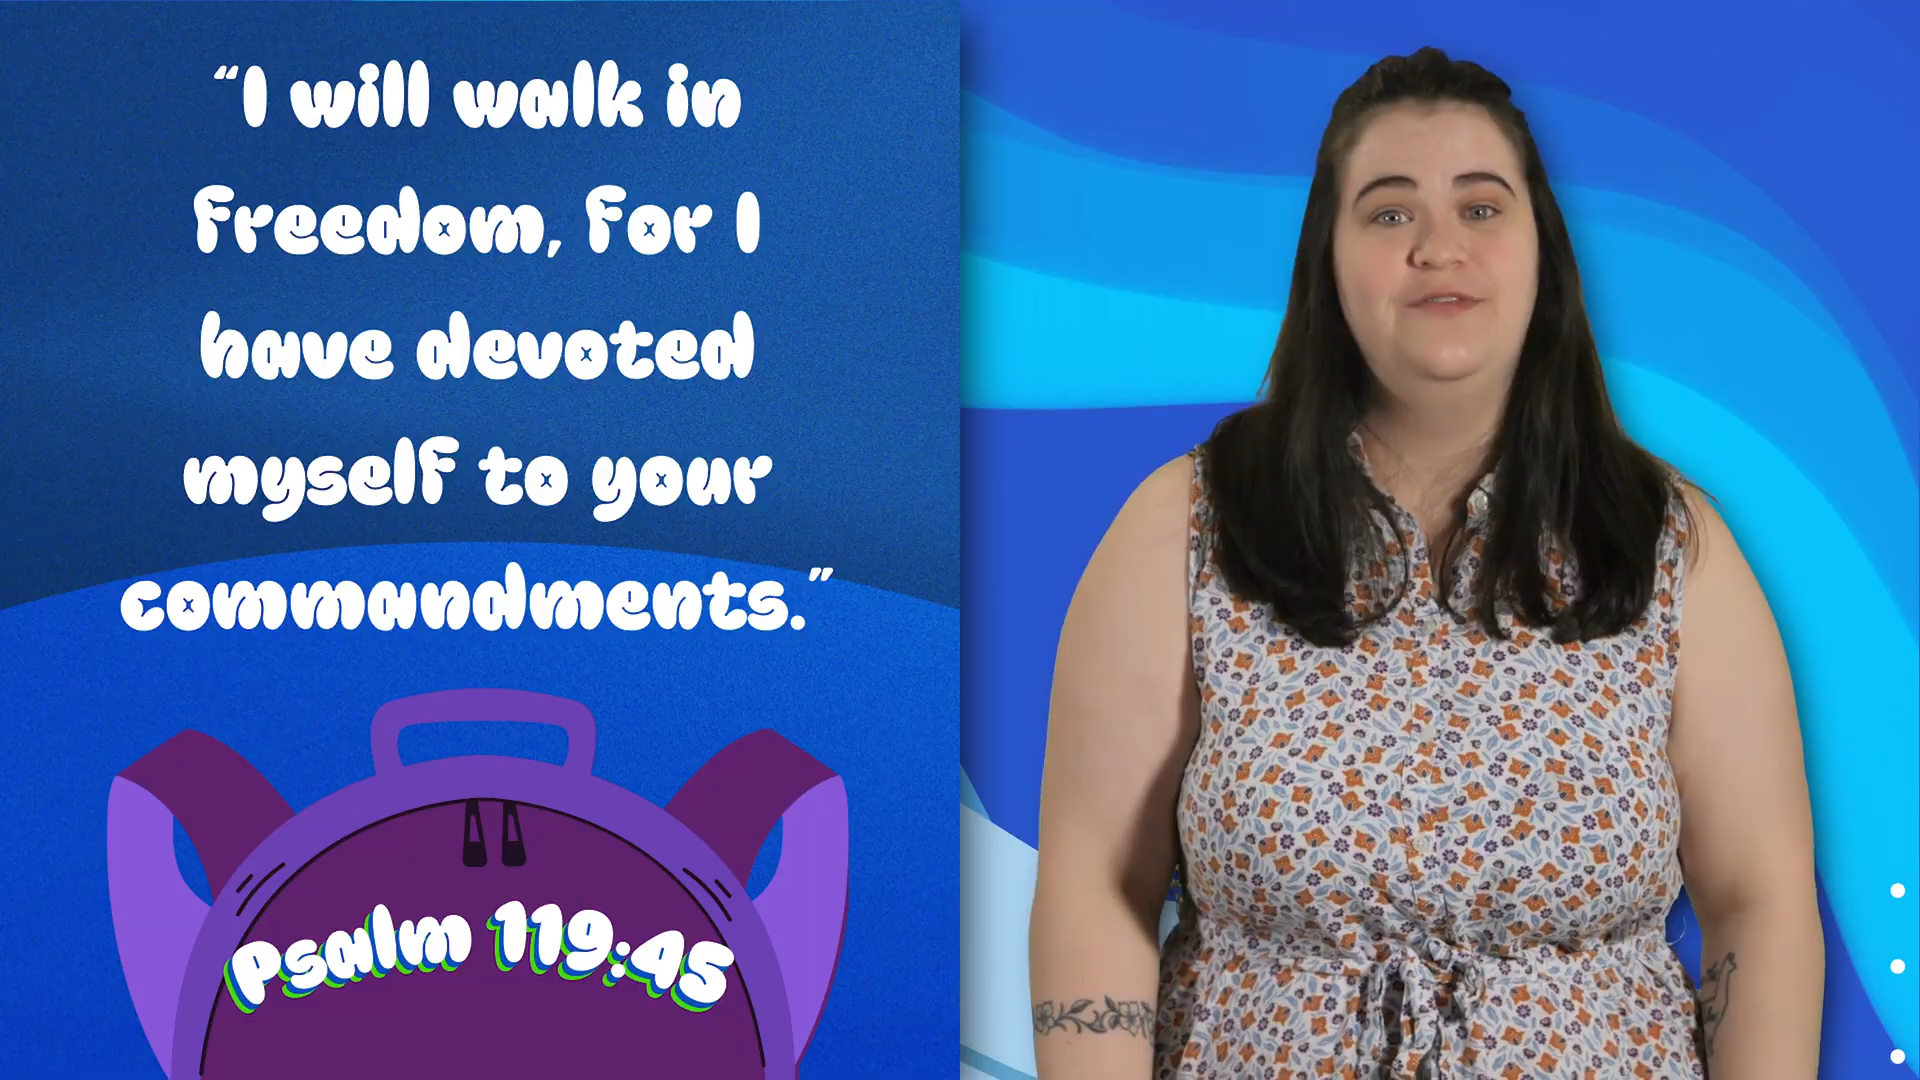 “I will walk in
freedom, for I
have devoted
myself to your
commandments.”
Psalm 119:45